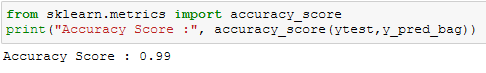 from sklearn.metrics import accuracy_score
print("Accuracy Score :", accuracy_score(ytest,y_pred_bag))
Accuracy Score : 0.99